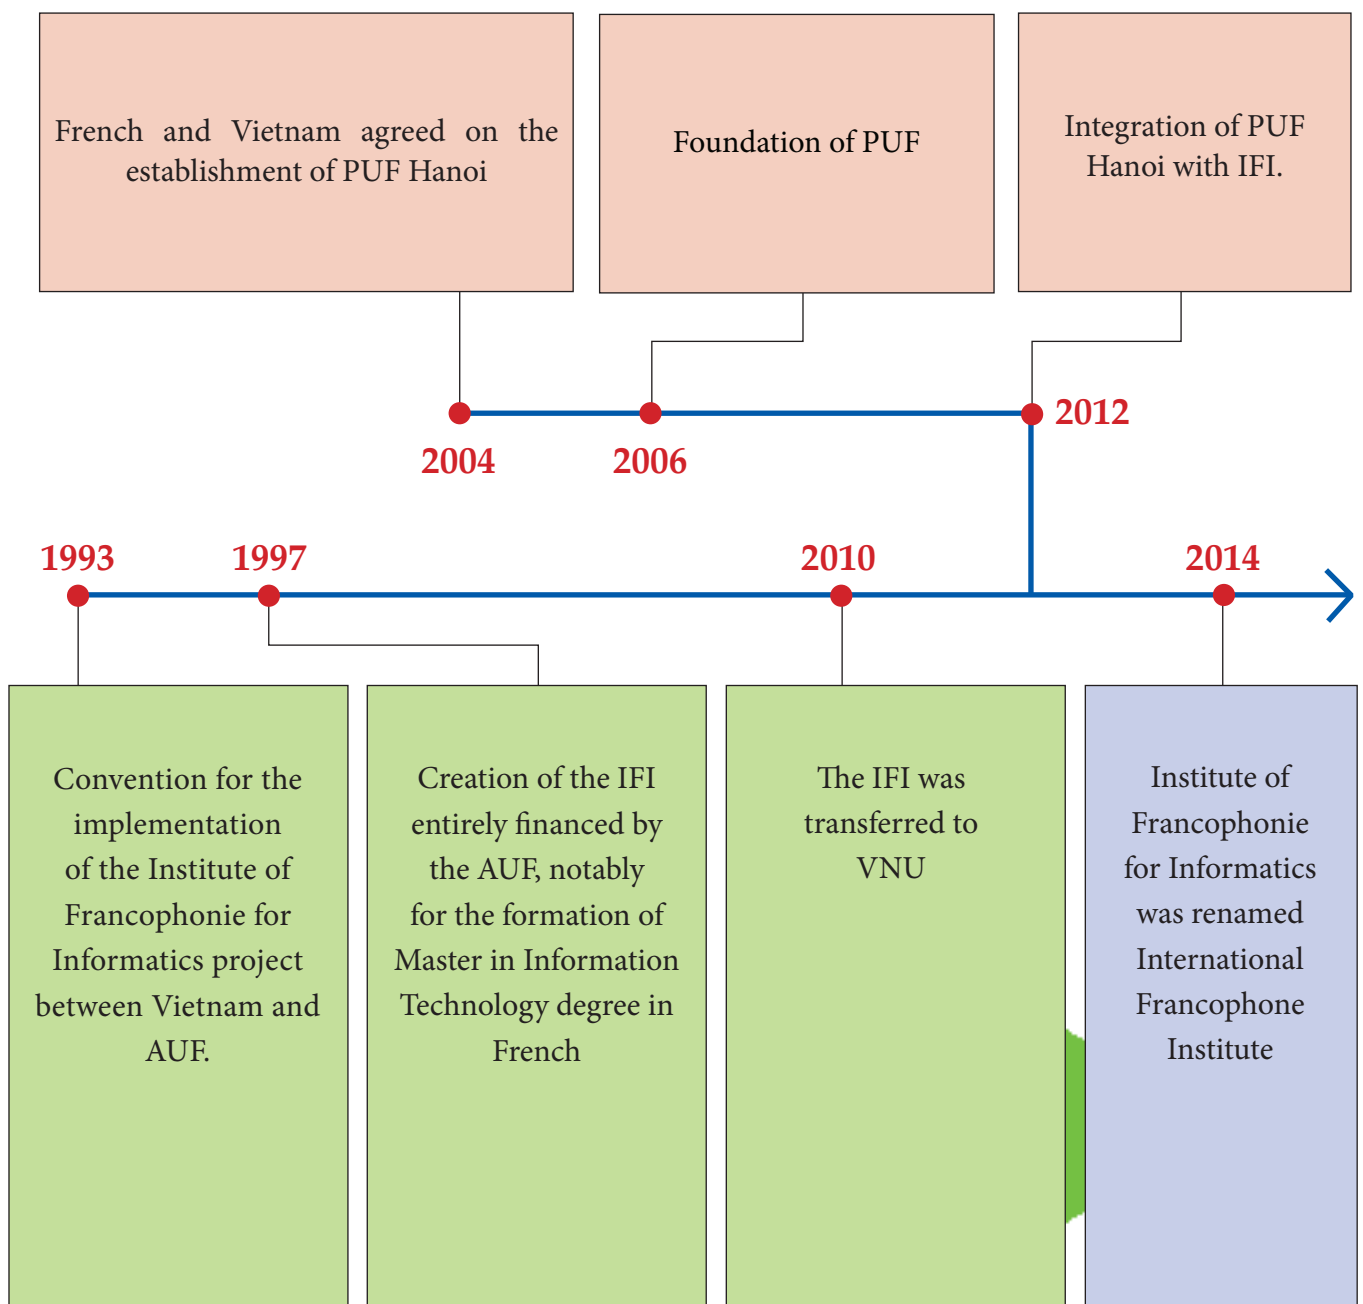 French and Vietnam agreed on the
establishment of PUF Hanoi
Foundation of PUF
Integration of PUF
Hanoi with IFI.
2004
2006
2012
1993
1997
2010
2014
Convention for the
implementation
of the Institute of
Francophonie for
Informatics project
between Vietnam and
AUF.
Creation of the IFI
entirely financed by
the AUF, notably
for the formation of
Master in Information
Technology degree in
French
The IFI was
transferred to
VNU
Institute of
Francophonie
for Informatics
was renamed
International
Francophone
Institute